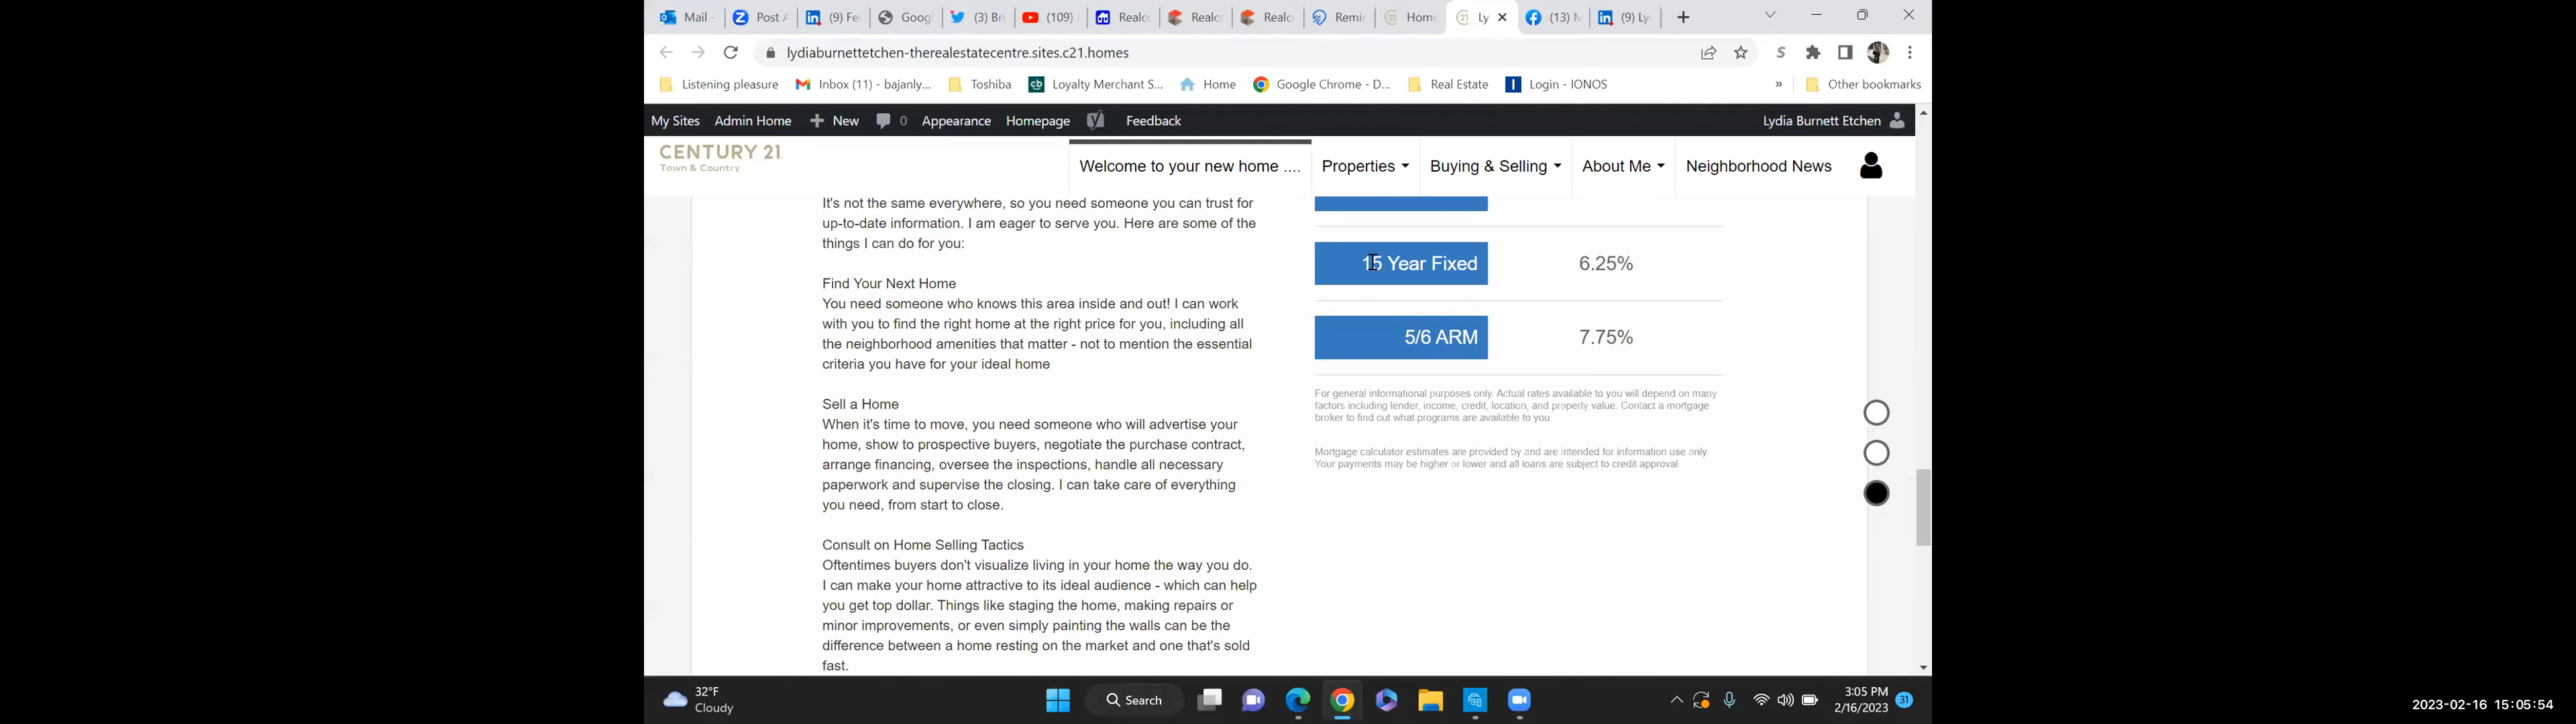 Mail -
Post A
(9) Fee
Googl
(3) Bri
(109)
Realco
Realco
Realco
Remin
Home
Ly
(13) M
(9) Ly
lydiaburnettetchen-therealestatecentre.sites.c21.homes
Listening pleasure
Inbox (11) - bajanly...
Toshiba
Loyalty Merchant S...
Home
Google Chrome - D...
Real Estate
Login - IONOS
»
Other bookmarks
My Sites
Admin Home
New
0
Appearance
Homepage
Feedback
Lydia Burnett Etchen
CENTURY 21.
Town & Country
Welcome to your new home ....
Properties
Buying & Selling
About Me
Neighborhood News
It's not the same everywhere, so you need someone you can trust for
up-to-date information. I am eager to serve you. Here are some of the
things I can do for you:
Find Your Next Home
You need someone who knows this area inside and out! I can work
with you to find the right home at the right price for you, including all
the neighborhood amenities that matter - not to mention the essential
criteria you have for your ideal home
Sell a Home
When it's time to move, you need someone who will advertise your
home, show to prospective buyers, negotiate the purchase contract,
arrange financing, oversee the inspections, handle all necessary
paperwork and supervise the closing. I can take care of everything
you need, from start to close.
Consult on Home Selling Tactics
Oftentimes buyers don't visualize living in your home the way you do.
I can make your home attractive to its ideal audience - which can help
you get top dollar. Things like staging the home, making repairs or
minor improvements, or even simply painting the walls can be the
difference between a home resting on the market and one that's sold
fast.
15 Year Fixed
6.25%
5/6 ARM
7.75%
For general informational purposes only. Actual rates available to you will depend on many
factors including lender, income, credit, location, and property value. Contact a mortgage
broker to find out what programs are available to you.
Mortgage calculator estimates are provided by and are intended for information use only.
Your payments may be higher or lower and all loans are subject to credit approval.
32°F
Cloudy
Search
3:05 PM
2/16/2023
31
2023-02-16 15:05:54